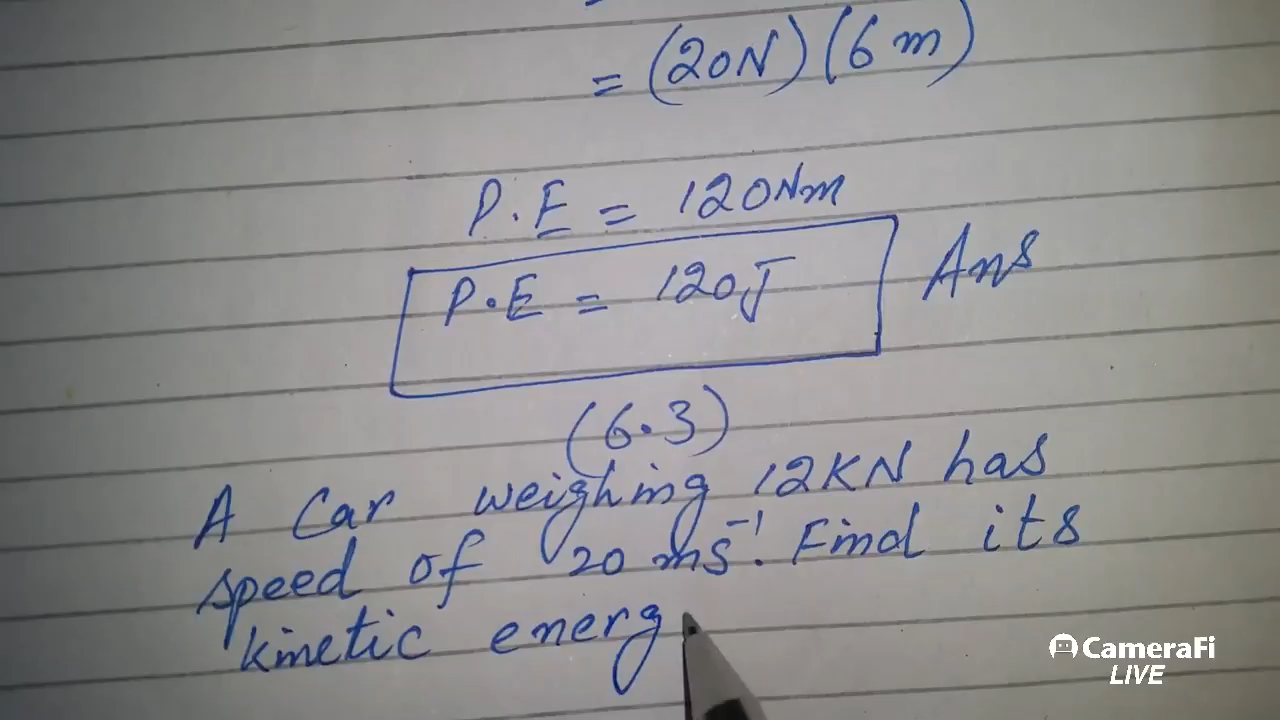 = (20N) (6 m)
P.E = 120Nm
P.E = 120J Ans
(6.3)
A Car weighing 12KN has
speed of 20 ms⁻¹. Find its
kinetic energ
CameraFi
LIVE